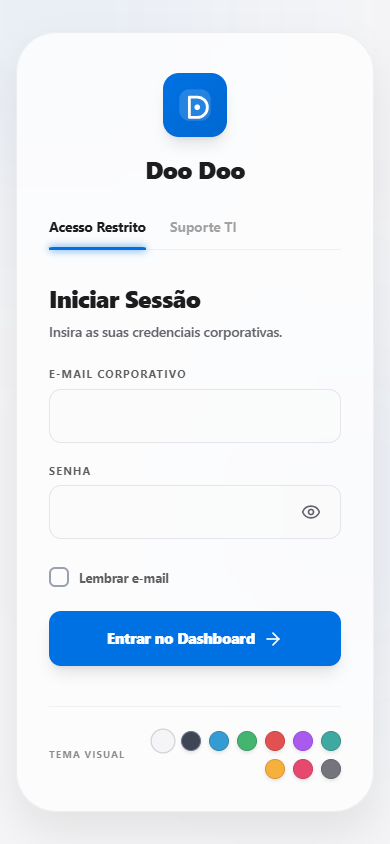 D
Doo Doo
Acesso Restrito Suporte TI
Iniciar Sessão
Insira as suas credenciais corporativas.
E-MAIL CORPORATIVO
SENHA
Lembrar e-mail
Entrar no Dashboard →
TEMA VISUAL